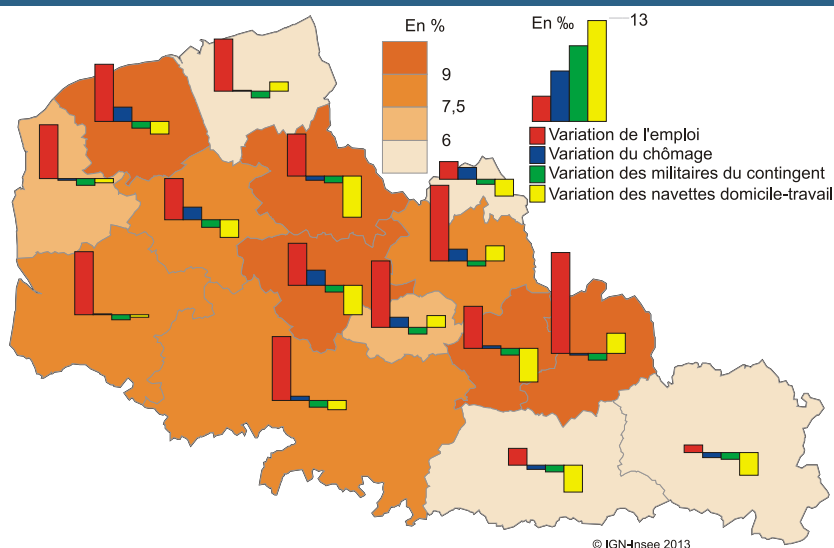 En %
9
7,5
6
En ‰
13
Variation de l'emploi
Variation du chômage
Variation des militaires du contingent
Variation des navettes domicile-travail
© IGN-Insee 2013